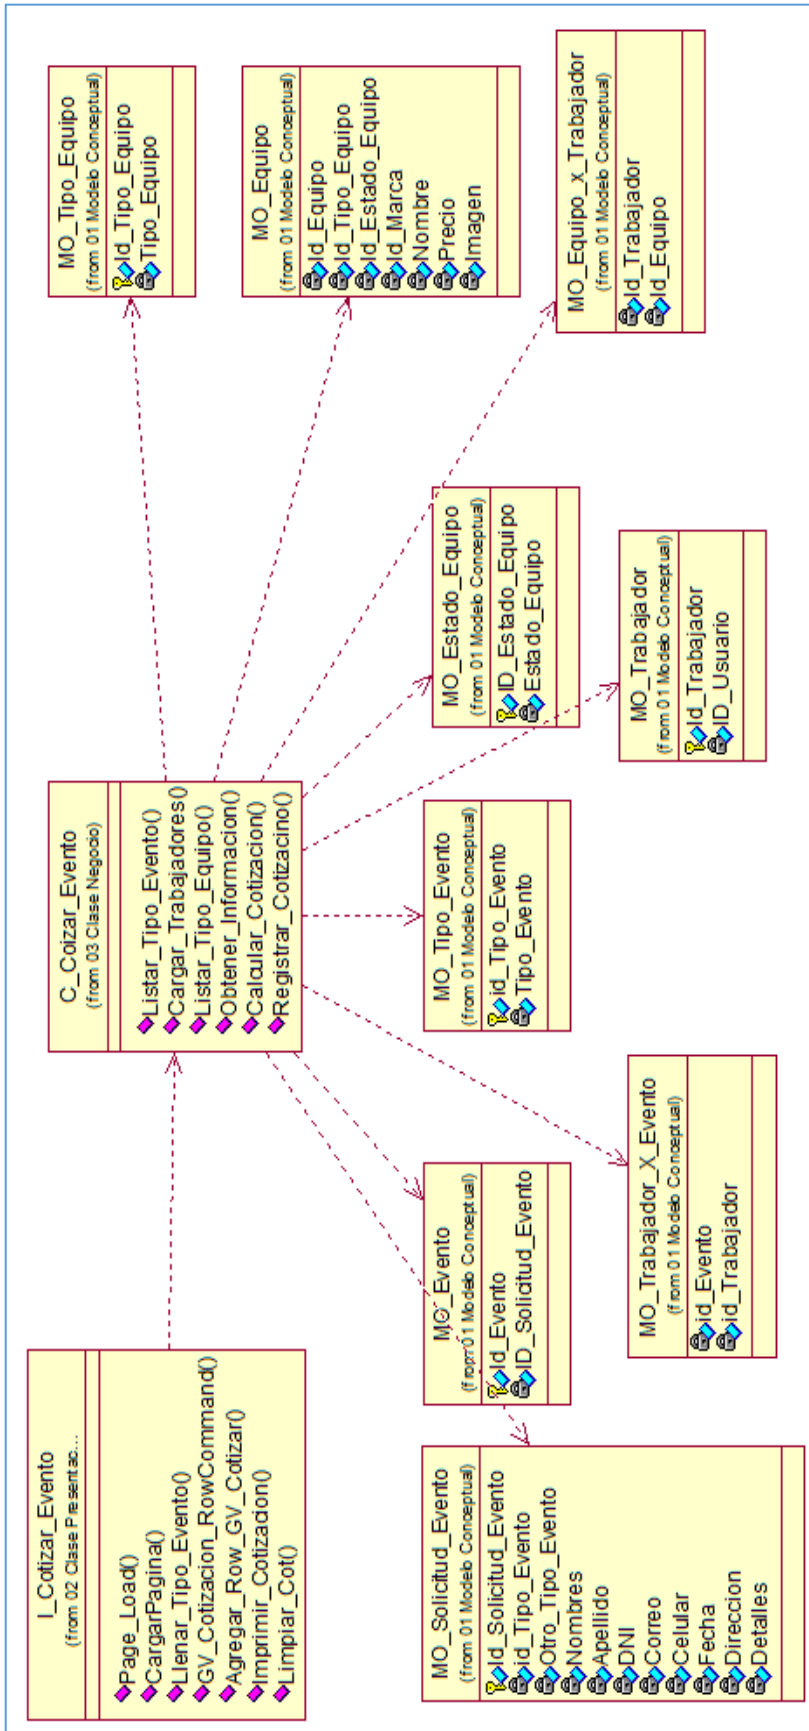 I_Cotizar_Evento
(from 02 Clase Presentac...
Page_Load()
CargarPagina()
Llenar_Tipo_Evento()
GV_Cotizacion_RowCommand()
Agregar_Row_GV_Cotizar()
Imprimir_Cotizacion()
Limpiar_Cot()
C_Coizar_Evento
(from 03 Clase Negocio)
Listar_Tipo_Evento()
Cargar_Trabajadores()
Listar_Tipo_Equipo()
Obtener_Informacion()
Calcular_Cotizacion()
Registrar_Cotizacino()
MO_Tipo_Equipo
(from 01 Modelo Conceptual)
Id_Tipo_Equipo
Tipo_Equipo
MO_Equipo
(from 01 Modelo Conceptual)
Id_Equipo
Id_Tipo_Equipo
Id_Estado_Equipo
Id_Marca
Nombre
Precio
Imagen
MO_Equipo_x_Trabajador
(from 01 Modelo Conceptual)
Id_Trabajador
Id_Equipo
MO_Estado_Equipo
(from 01 Modelo Conceptual)
ID_Estado_Equipo
Estado_Equipo
MO_Trabajador
(from 01 Modelo Conceptual)
Id_Trabajador
ID_Usuario
MO_Tipo_Evento
(from 01 Modelo Conceptual)
id_Tipo_Evento
Tipo_Evento
MO_Trabajador_X_Evento
(from 01 Modelo Conceptual)
id_Evento
id_Trabajador
MO_Evento
(from 01 Modelo Conceptual)
Id_Evento
ID_Solicitud_Evento
MO_Solicitud_Evento
(from 01 Modelo Conceptual)
Id_Solicitud_Evento
id_Tipo_Evento
Otro_Tipo_Evento
Nombres
Apellido
DNI
Correo
Celular
Fecha
Direccion
Detalles